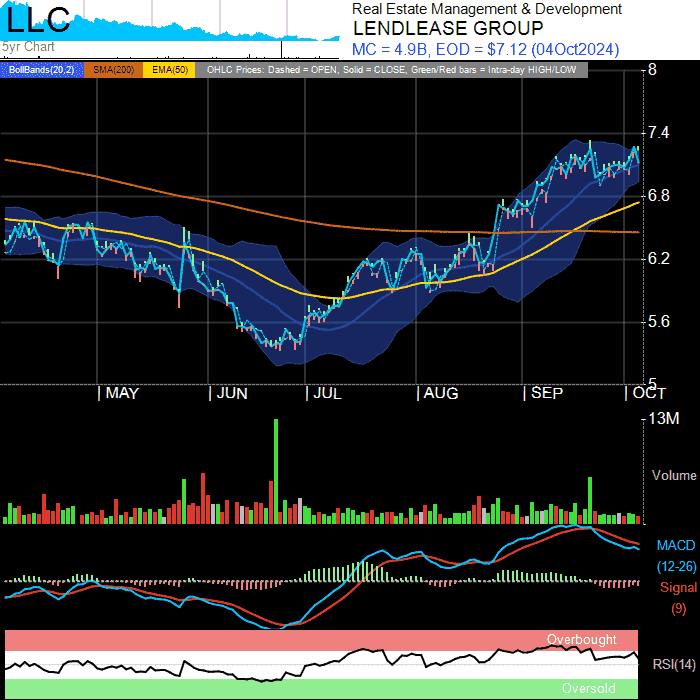 LLC
5yr Chart
Real Estate Management & Development
LENDLEASE GROUP
MC = 4.9B, EOD = $7.12 (04Oct2024)
BollBands(20,2) SMA(200) EMA(50) OHLC Prices: Dashed = OPEN, Solid = CLOSE, Green/Red bars = Intra-day HIGH/LOW
8
7.4
6.8
6.2
5.6
5
MAY JUN JUL AUG SEP OCT
13M
Volume
MACD
(12-26)
Signal
(9)
Overbought
RSI(14)
Oversold